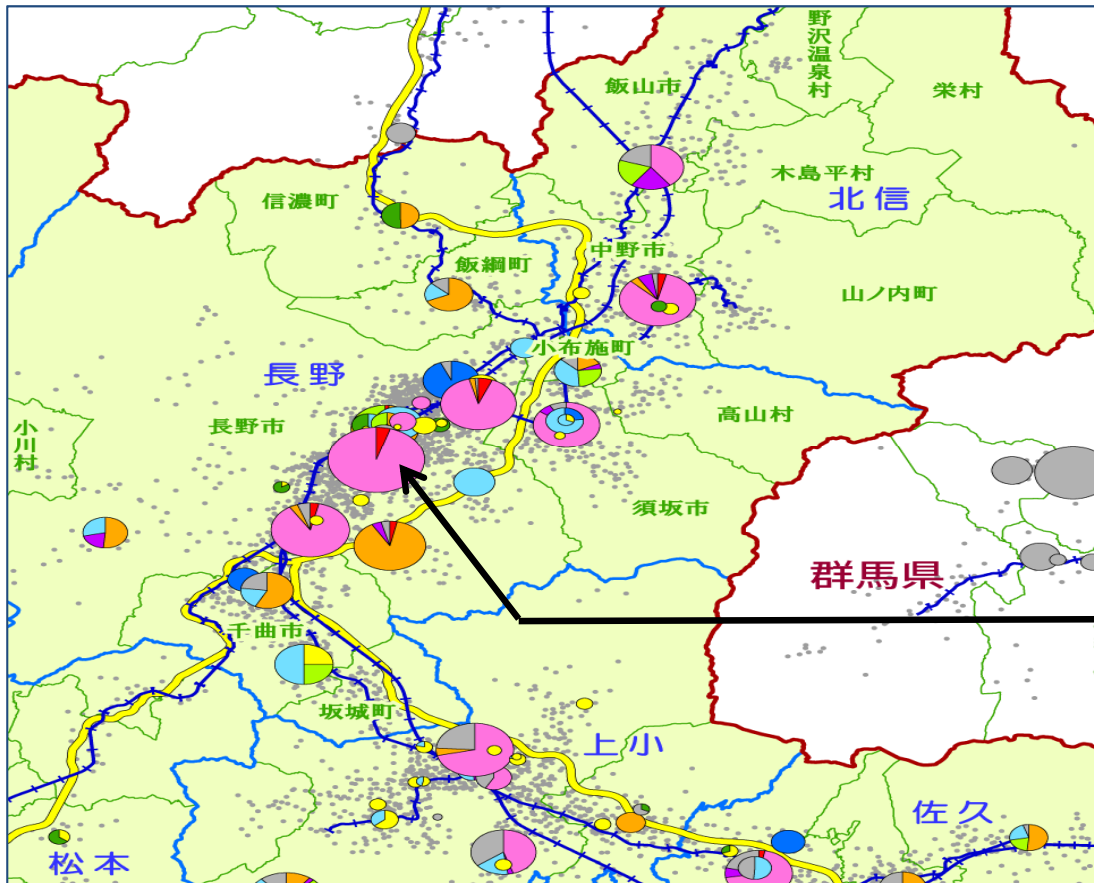 野沢温泉村
飯山市
栄村
木島平村
北信
信濃町
中野市
飯綱町
山ノ内町
小布施町
長野
高山村
長野市
小川村
須坂市
群馬県
千曲市
坂城町
上小
佐久
松本